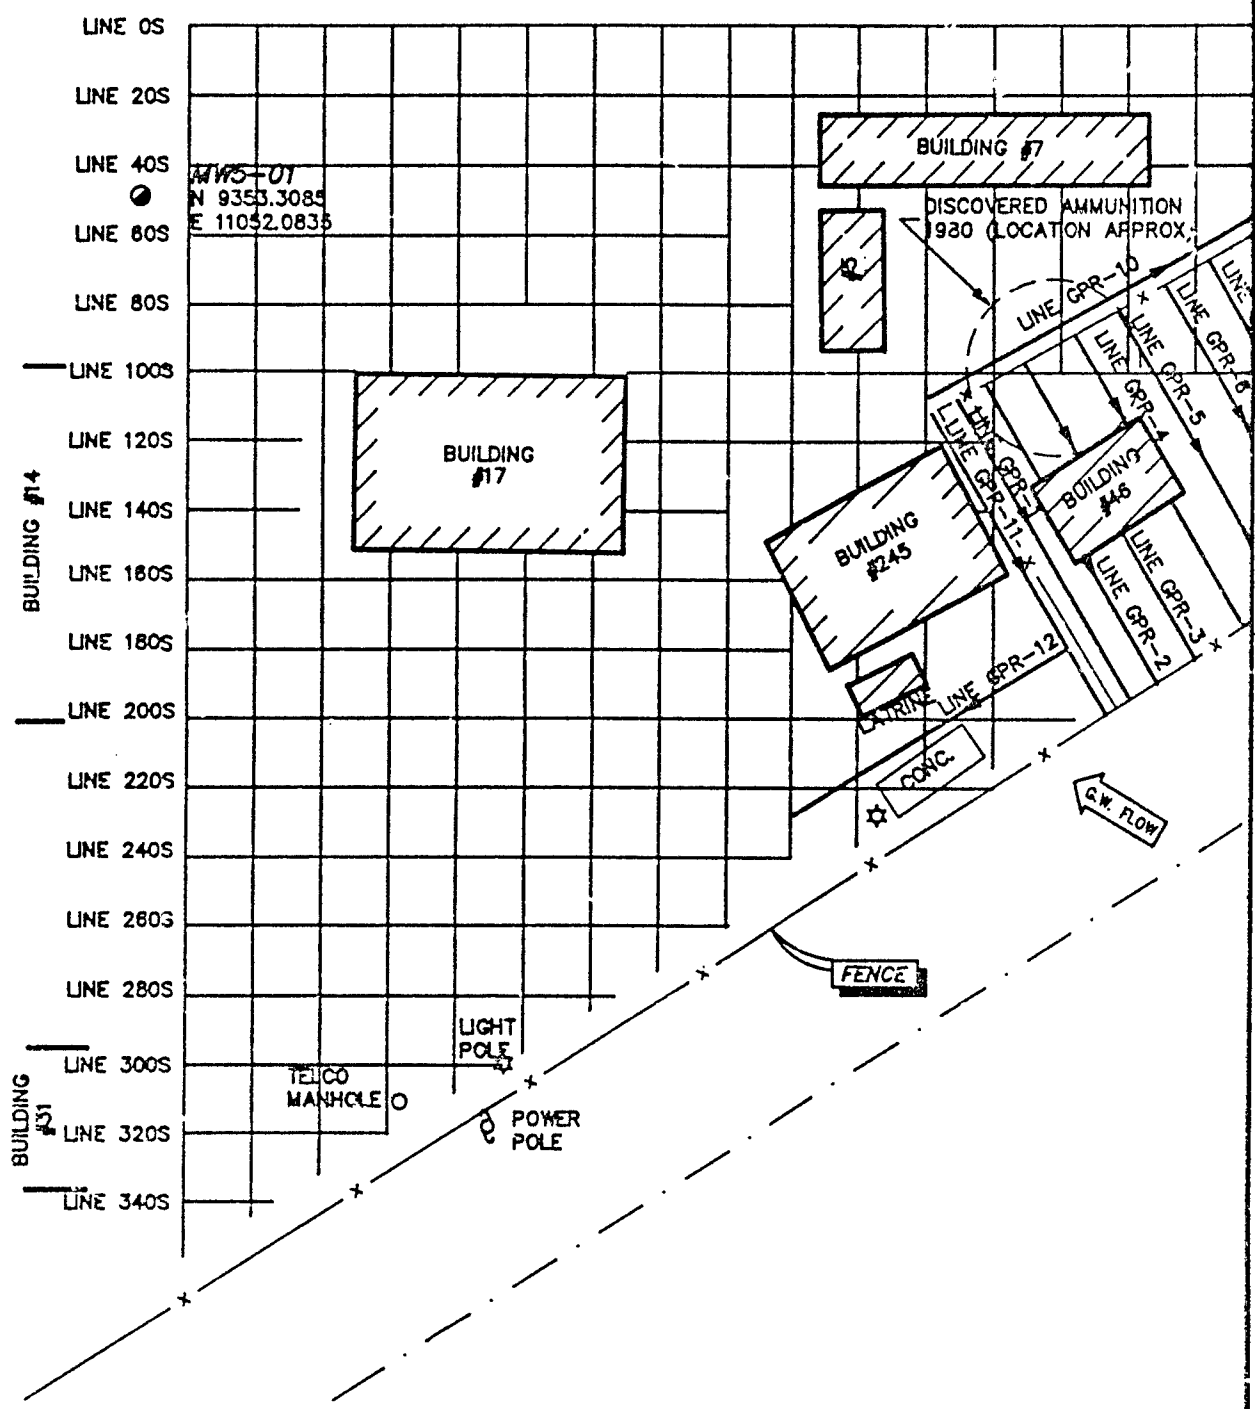 LINE 0S
LINE 20S
LINE 40S
MW5-01
N 9353.3085
E 11052.0835
LINE 60S
LINE 80S
LINE 100S
LINE 120S
LINE 140S
LINE 160S
LINE 180S
LINE 200S
LINE 220S
LINE 240S
LINE 260S
LINE 280S
LINE 300S
LINE 320S
LINE 340S
BUILDING #14
BUILDING
#31
BUILDING #7
DISCOVERED AMMUNITION
1980 (LOCATION APPROX.
LINE GPR-10
LINE
LINE GPR-6
LINE GPR-5
LINE GPR-4
LINE GPR-
LINE GPR-11
BUILDING
#17
BUILDING
#245
BUILDING
#46
LINE GPR-3
LINE GPR-2
LINE GPR-12
LATRINE
CONC.
G.W. FLOW
FENCE
LIGHT
POLE
TELCO
MANHOLE
POWER
POLE